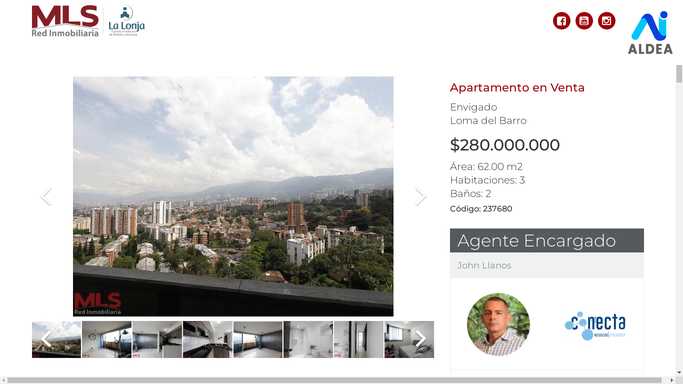 MLS
Red Inmobiliaria
La Lonja
ALDEA
Apartamento en Venta
Envigado
Loma del Barro
$280.000.000
Área: 62.00 m2
Habitaciones: 3
Baños: 2
Código: 237680
MLS
Red Inmobiliaria
Agente Encargado
John Llanos
conecta